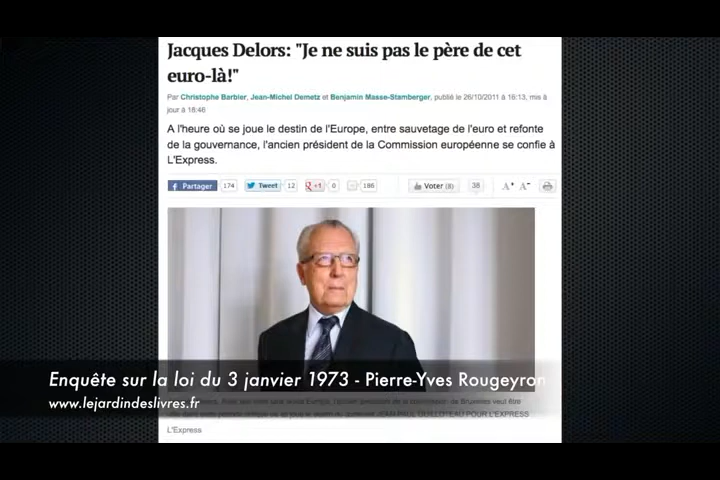 Jacques Delors: "Je ne suis pas le père de cet
euro-là!"
Par Christophe Barbier, Jean-Michel Demetz et Benjamin Masse-Stamberger, publié le 26/10/2011 à 16:13, mis à
jour à 18:46
A l'heure où se joue le destin de l'Europe, entre sauvetage de l'euro et refonte
de la gouvernance, l'ancien président de la Commission européenne se confie à
L'Express.
Partager 174 Tweet 12 +1 0 186 Voter (8) 38 A+ A-
Enquête sur la loi du 3 janvier 1973 - Pierre-Yves Rougeyron
www.lejardindeslivres.fr
JEAN-PAUL GUILLOTEAU POUR L'EXPRESS
L'Express